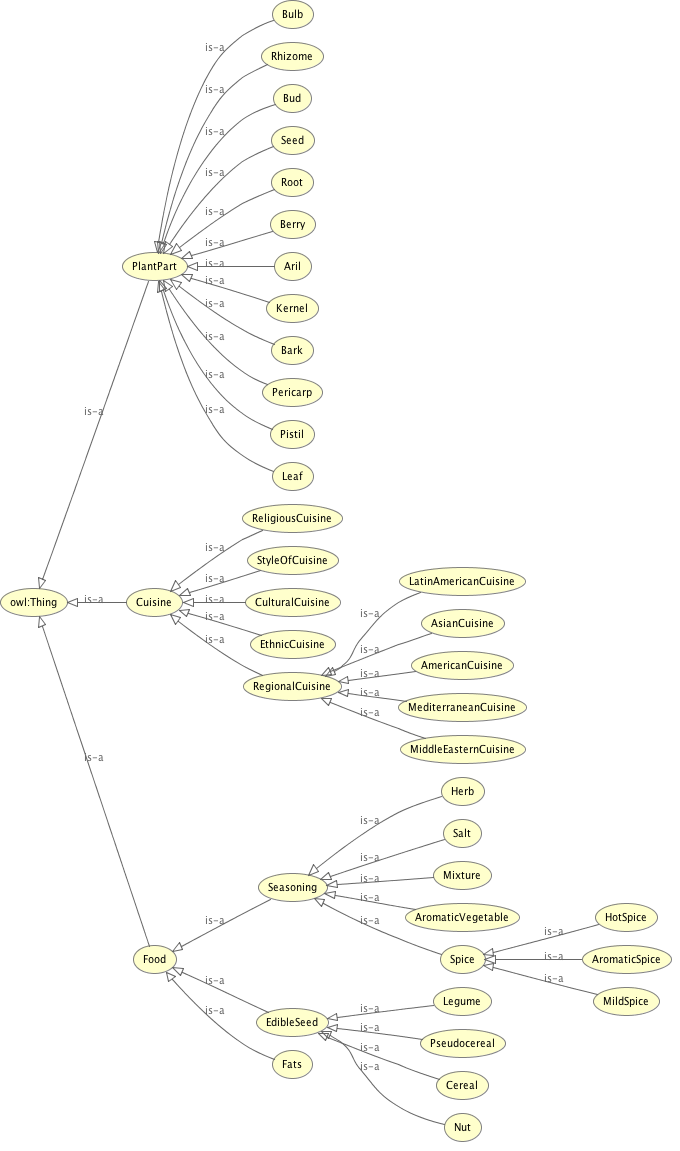 Bulb
is-a
Rhizome
is-a
Bud
is-a
Seed
is-a
Root
is-a
Berry
is-a
PlantPart
is-a
Aril
is-a
Kernel
is-a
Bark
is-a
Pericarp
is-a
Pistil
is-a
is-a
Leaf
ReligiousCuisine
is-a
StyleOfCuisine
is-a
owl:Thing
is-a
Cuisine
is-a
CulturalCuisine
is-a
EthnicCuisine
is-a
RegionalCuisine
LatinAmericanCuisine
is-a
AsianCuisine
is-a
AmericanCuisine
is-a
is-a
MediterraneanCuisine
is-a
MiddleEasternCuisine
is-a
Herb
is-a
Salt
is-a
Mixture
is-a
Seasoning
is-a
AromaticVegetable
is-a
is-a
Spice
HotSpice
is-a
AromaticSpice
is-a
is-a
MildSpice
Food
is-a
is-a
EdibleSeed
Fats
Legume
is-a
is-a
Pseudocereal
is-a
Cereal
is-a
Nut